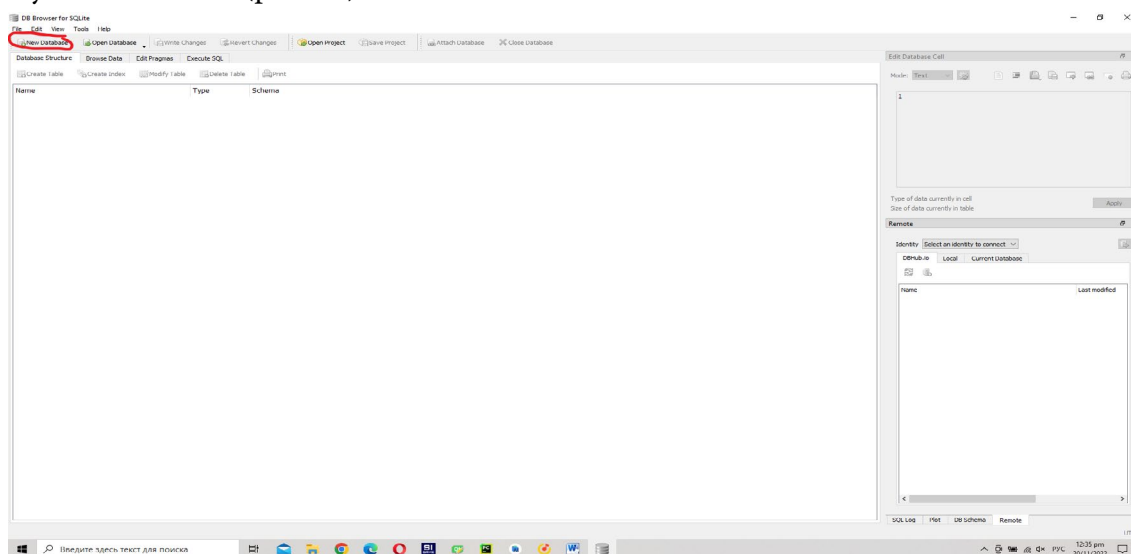 DB Browser for SQLite
File Edit View Tools Help
New Database Open Database Write Changes Revert Changes Open Project Save Project Attach Database Close Database
Database Structure Browse Data Edit Pragmas Execute SQL
Create Table Create Index Modify Table Delete Table Print
Name Type Schema
Edit Database Cell
Mode: Text
1
Type of data currently in cell
Size of data currently in table
Apply
Remote
Identity Select an identity to connect
DBHub.io Local Current Database
Name Last modified
SQL Log Plot DB Schema Remote
Введите здесь текст для поиска
РУС
12:35 pm